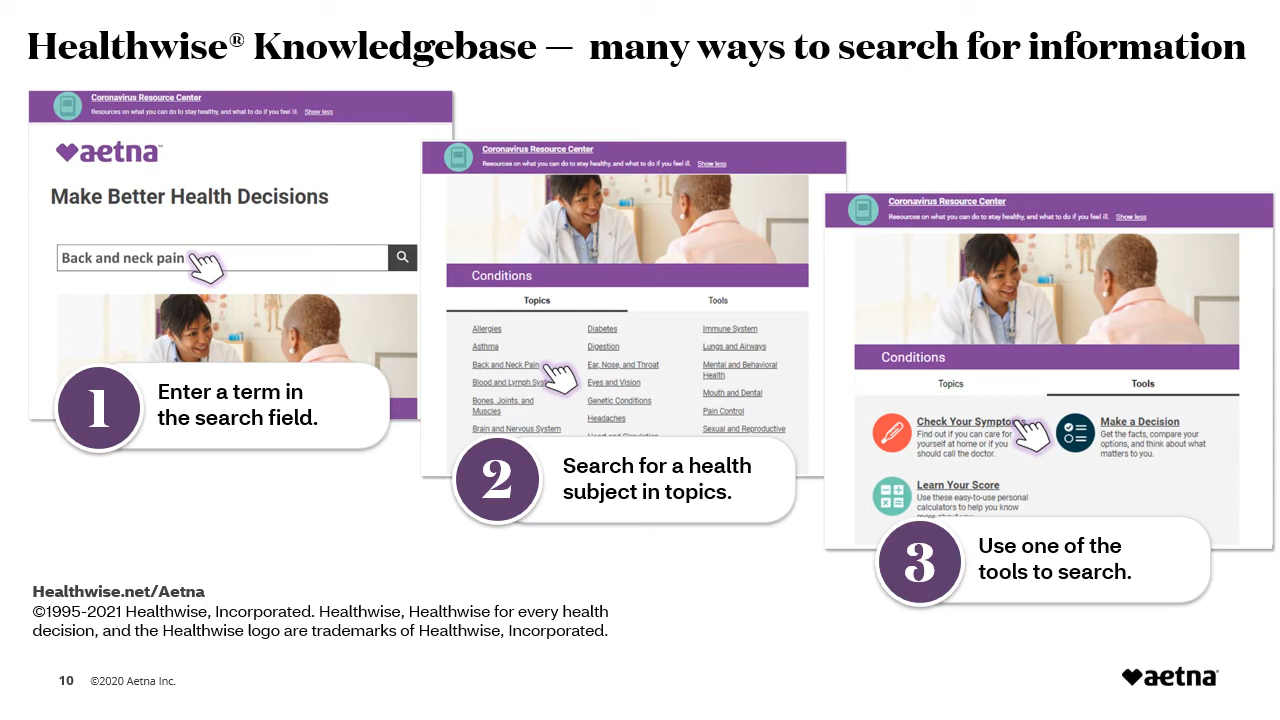 Healthwise® Knowledgebase — many ways to search for information
Coronavirus Resource Center
Resources on what you can do to stay healthy, and what to do if you feel ill. Show less
aetna™
Make Better Health Decisions
Back and neck pain
1
Enter a term in
the search field.
Coronavirus Resource Center
Resources on what you can do to stay healthy, and what to do if you feel ill. Show less
Conditions
Topics Tools
Allergies Diabetes Immune System
Asthma Digestion Lungs and Airways
Back and Neck Pain Ear, Nose, and Throat Mental and Behavioral
Health
Blood and Lymph Eyes and Vision Mouth and Dental
Bones, Joints, and Genetic Conditions Pain Control
Muscles
Headaches
Brain and Nervous System Sexual and Reproductive
2
Search for a health
subject in topics.
Coronavirus Resource Center
Resources on what you can do to stay healthy, and what to do if you feel ill. Show less
Conditions
Topics Tools
Check Your Symptoms
Find out if you can care for
yourself at home or if you
should call the doctor.
Make a Decision
Get the facts, compare your
options, and think about what
matters to you.
Learn Your Score
Use these easy-to-use personal
calculators to help you know
3
Use one of the
tools to search.
Healthwise.net/Aetna
©1995-2021 Healthwise, Incorporated. Healthwise, Healthwise for every health
decision, and the Healthwise logo are trademarks of Healthwise, Incorporated.
10 ©2020 Aetna Inc.
aetna®